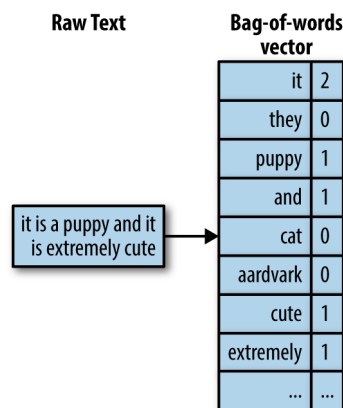 Raw Text
Bag-of-words
vector
it is a puppy and it
is extremely cute
it 2
they 0
puppy 1
and 1
cat 0
aardvark 0
cute 1
extremely 1
... ...